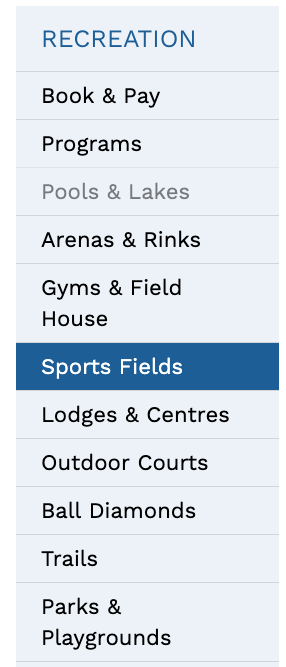 RECREATION
Book & Pay
Programs
Pools & Lakes
Arenas & Rinks
Gyms & Field
House
Sports Fields
Lodges & Centres
Outdoor Courts
Ball Diamonds
Trails
Parks &
Playgrounds